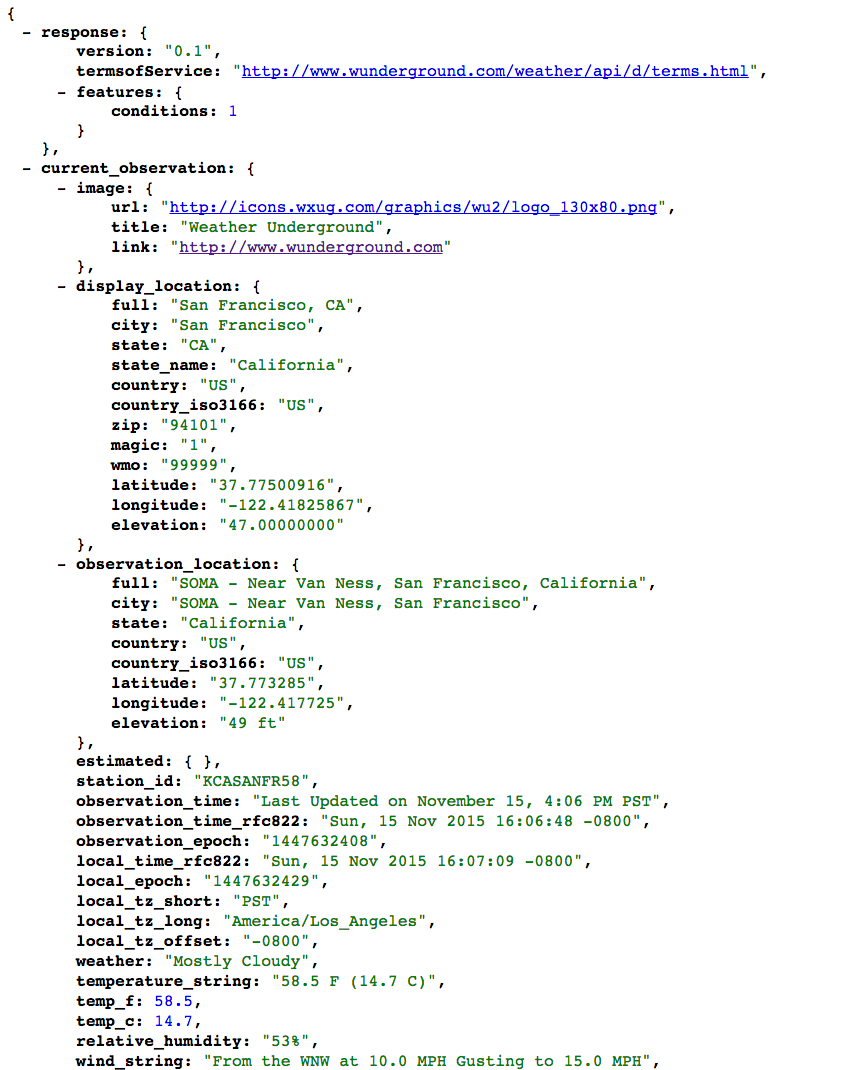 {
- response: {
version: "0.1",
termsofService: "http://www.wunderground.com/weather/api/d/terms.html",
- features: {
conditions: 1
}
},
- current_observation: {
- image: {
url: "http://icons.wxug.com/graphics/wu2/logo_130x80.png",
title: "Weather Underground",
link: "http://www.wunderground.com"
},
- display_location: {
full: "San Francisco, CA",
city: "San Francisco",
state: "CA",
state_name: "California",
country: "US",
country_iso3166: "US",
zip: "94101",
magic: "1",
wmo: "99999",
latitude: "37.77500916",
longitude: "-122.41825867",
elevation: "47.00000000"
},
- observation_location: {
full: "SOMA - Near Van Ness, San Francisco, California",
city: "SOMA - Near Van Ness, San Francisco",
state: "California",
country: "US",
country_iso3166: "US",
latitude: "37.773285",
longitude: "-122.417725",
elevation: "49 ft"
},
estimated: { },
station_id: "KCASANFR58",
observation_time: "Last Updated on November 15, 4:06 PM PST",
observation_time_rfc822: "Sun, 15 Nov 2015 16:06:48 -0800",
observation_epoch: "1447632408",
local_time_rfc822: "Sun, 15 Nov 2015 16:07:09 -0800",
local_epoch: "1447632429",
local_tz_short: "PST",
local_tz_long: "America/Los_Angeles",
local_tz_offset: "-0800",
weather: "Mostly Cloudy",
temperature_string: "58.5 F (14.7 C)",
temp_f: 58.5,
temp_c: 14.7,
relative_humidity: "53%",
wind_string: "From the WNW at 10.0 MPH Gusting to 15.0 MPH",